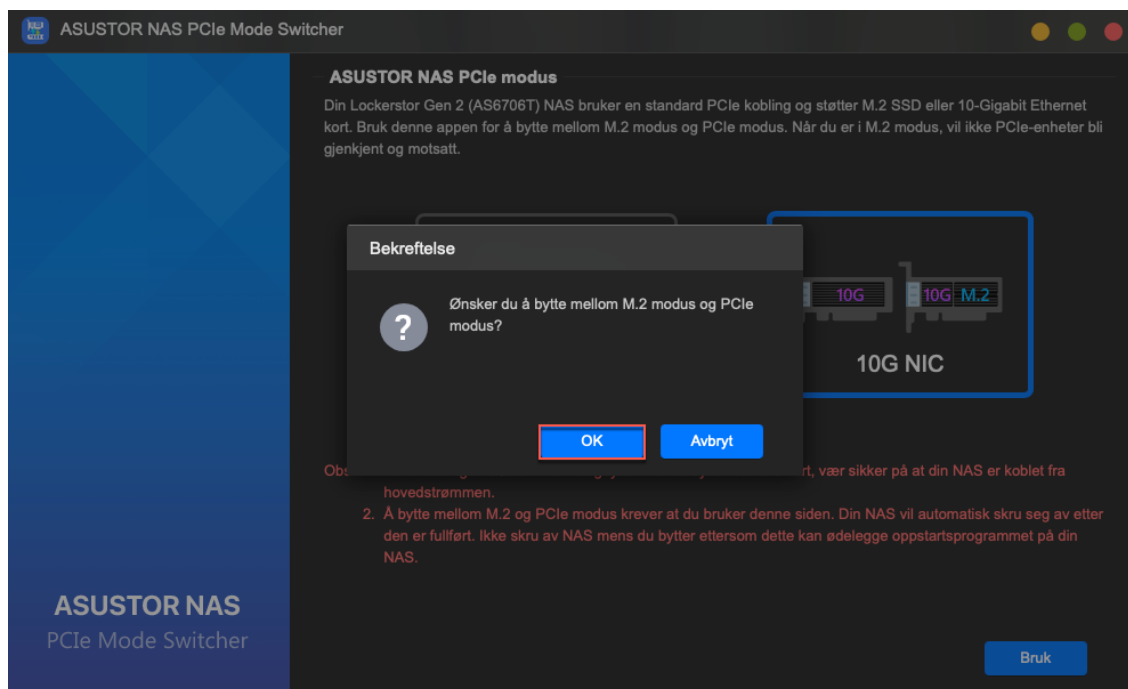 ASUSTOR NAS PCIe Mode Switcher
ASUSTOR NAS PCIe modus
Din Lockerstor Gen 2 (AS6706T) NAS bruker en standard PCIe kobling og støtter M.2 SSD eller 10-Gigabit Ethernet
kort. Bruk denne appen for å bytte mellom M.2 modus og PCIe modus. Når du er i M.2 modus, vil ikke PCIe-enheter bli
gjenkjent og motsatt.
Bekreftelse
Ønsker du å bytte mellom M.2 modus og PCIe
modus?
?
OK
Avbryt
10G
10G M.2
10G NIC
vær sikker på at din NAS er koblet fra
hovedstrømmen.
2. Å bytte mellom M.2 og PCIe modus krever at du bruker denne siden. Din NAS vil automatisk skru seg av etter
den er fullført. Ikke skru av NAS mens du bytter ettersom dette kan ødelegge oppstartsprogrammet på din
NAS.
ASUSTOR NAS
PCIe Mode Switcher
Bruk